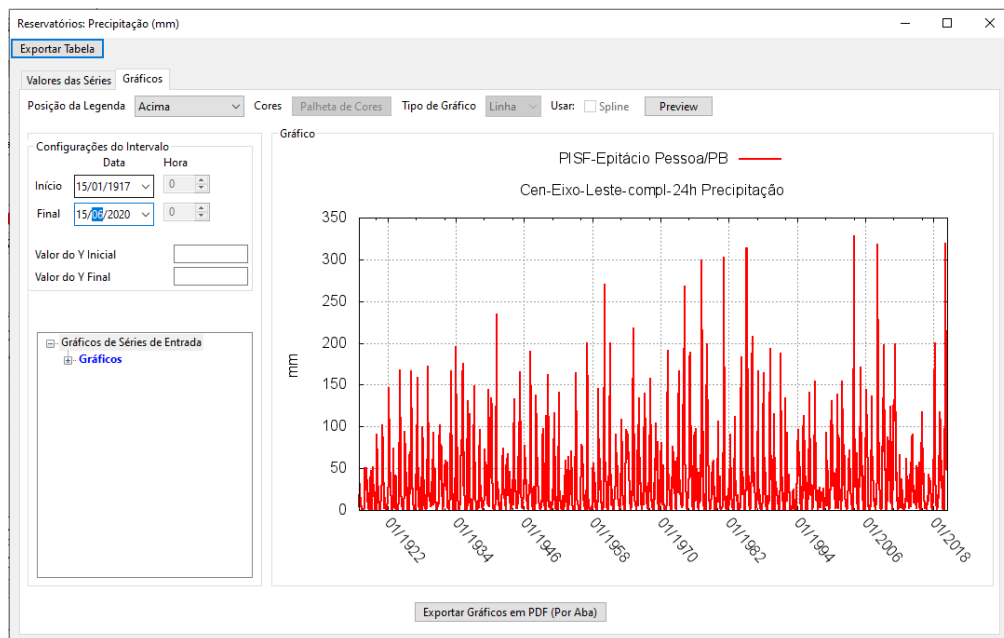 Reservatórios: Precipitação (mm)
Exportar Tabela
Valores das Séries Gráficos
Posição da Legenda Acima Cores Palheta de Cores Tipo de Gráfico Linha Usar: Spline Preview
Configurações do Intervalo
Data Hora
Início 15/01/1917 0
Final 15/06/2020 0
Valor do Y Inicial
Valor do Y Final
Gráficos de Séries de Entrada
Gráficos
Gráfico
PISF-Epitácio Pessoa/PB
Cen-Eixo-Leste-compl-24h Precipitação
350
300
250
200
150
100
50
0
mm
01/1922 01/1934 01/1946 01/1958 01/1970 01/1982 01/1994 01/2006 01/2018
Exportar Gráficos em PDF (Por Aba)